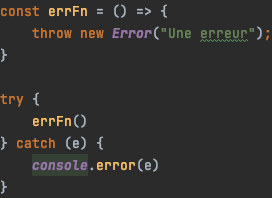 const errFn = () => {
    throw new Error("Une erreur");
}

try {
    errFn()
} catch (e) {
    console.error(e)
}